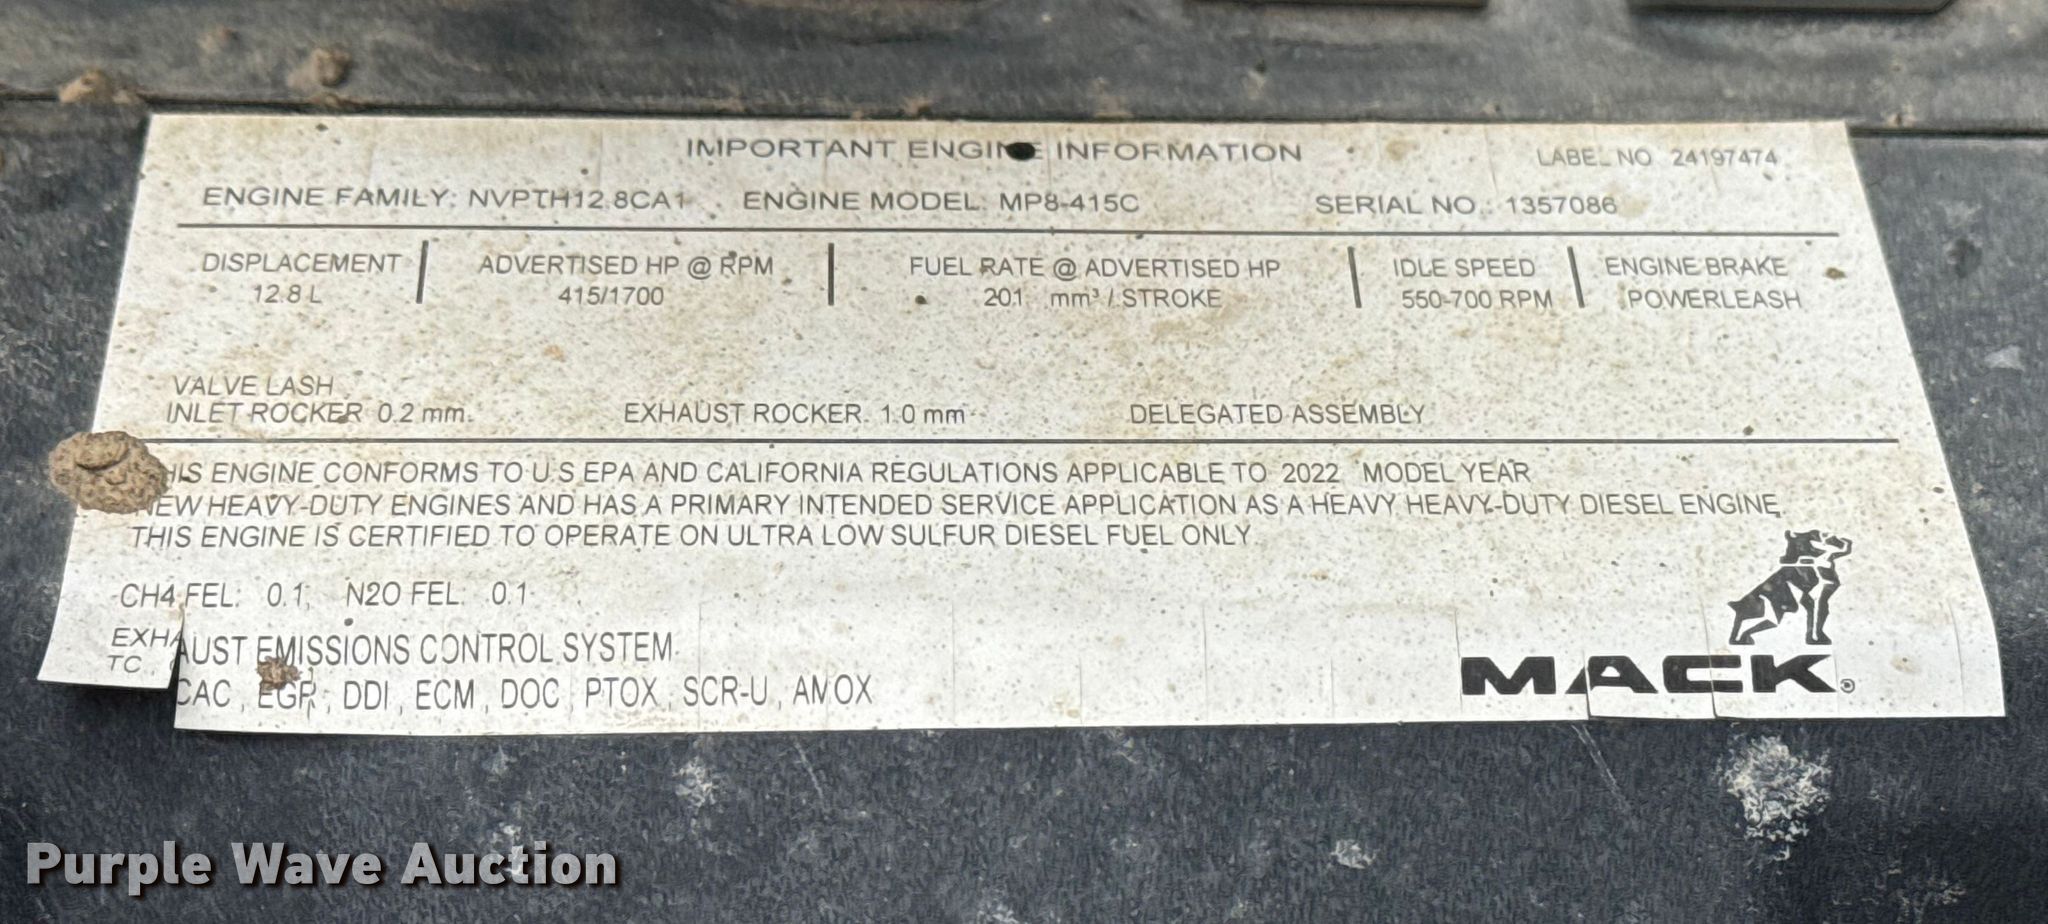 IMPORTANT ENGINE INFORMATION
LABEL NO. 24197474
ENGINE FAMILY: NVPTH12.8CA1 ENGINE MODEL: MP8-415C SERIAL NO.: 1357086
DISPLACEMENT ADVERTISED HP @ RPM FUEL RATE @ ADVERTISED HP IDLE SPEED ENGINE BRAKE
12.8 L 415/1700 201 mm³ / STROKE 550-700 RPM POWERLEASH
VALVE LASH
INLET ROCKER 0.2 mm. EXHAUST ROCKER 1.0 mm DELEGATED ASSEMBLY
THIS ENGINE CONFORMS TO U.S EPA AND CALIFORNIA REGULATIONS APPLICABLE TO 2022 MODEL YEAR
NEW HEAVY-DUTY ENGINES AND HAS A PRIMARY INTENDED SERVICE APPLICATION AS A HEAVY HEAVY-DUTY DIESEL ENGINE
THIS ENGINE IS CERTIFIED TO OPERATE ON ULTRA LOW SULFUR DIESEL FUEL ONLY.
CH4 FEL: 0.1, N2O FEL: 0.1
EXHAUST EMISSIONS CONTROL SYSTEM
TC, CAC, EGR, DDI, ECM, DOC, PTOX, SCR-U, AMOX
MACK®
Purple Wave Auction